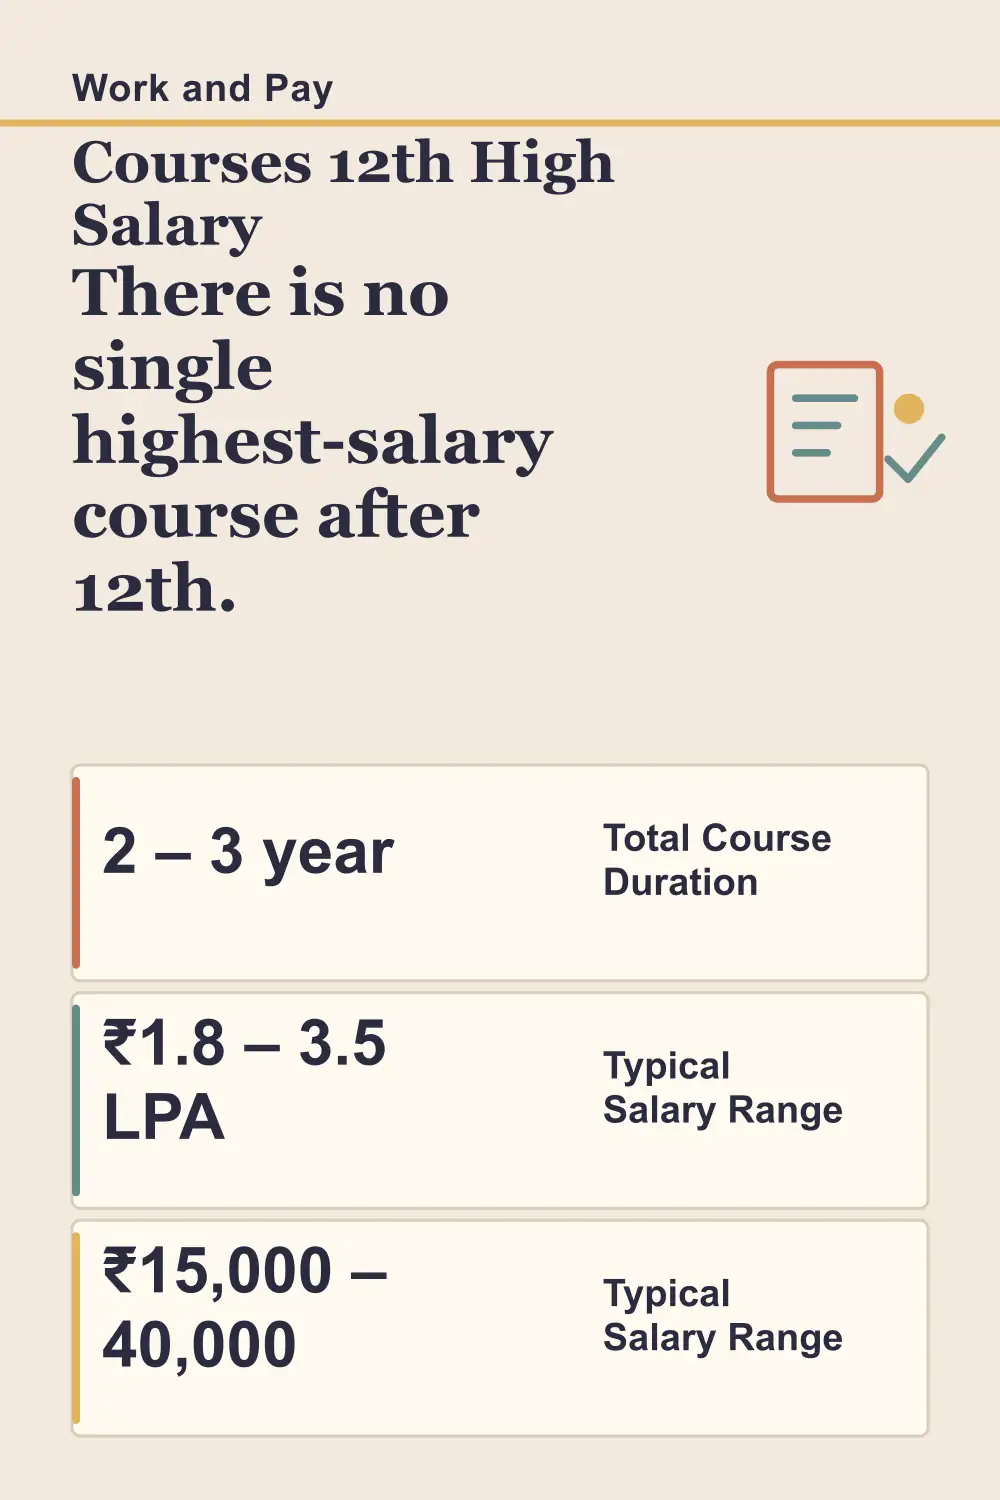 Work and Pay
Courses 12th High
Salary
There is no
single
highest-salary
course after
12th.
2 – 3 year
Total Course
Duration
₹1.8 – 3.5
LPA
Typical
Salary Range
₹15,000 –
40,000
Typical
Salary Range